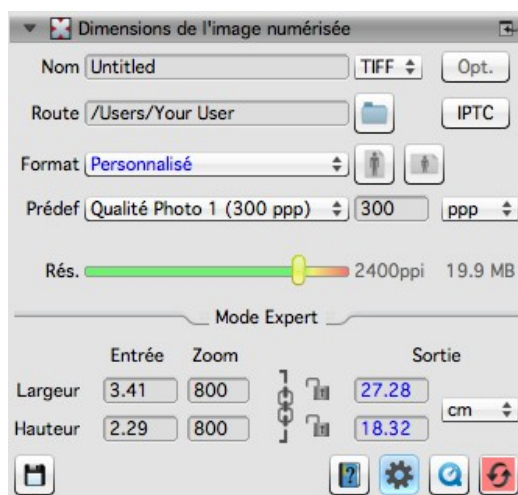 Dimensions de l'image numérisée
Nom Untitled TIFF Opt.
Route /Users/Your User IPTC
Format Personnalisé
Prédef Qualité Photo 1 (300 ppp) 300 ppp
Rés. 2400ppi 19.9 MB
Mode Expert
Entrée Zoom Sortie
Largeur 3.41 800 27.28
cm
Hauteur 2.29 800 18.32